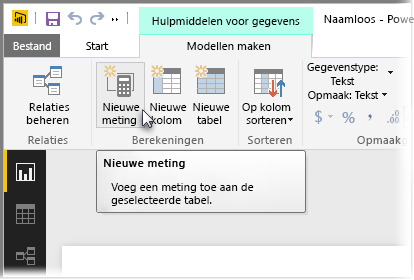 Hulpmiddelen voor gegevens
Naamloos - Powe
Bestand
Start
Modellen maken
Relaties
beheren
Nieuwe
meting
Nieuwe
kolom
Nieuwe
tabel
Op kolom
sorteren
Gegevenstype:
Tekst
Opmaak: Tekst
$ % ,
Relaties
Berekeningen
Sorteren
Opmaak
Nieuwe meting
Voeg een meting toe aan de
geselecteerde tabel.